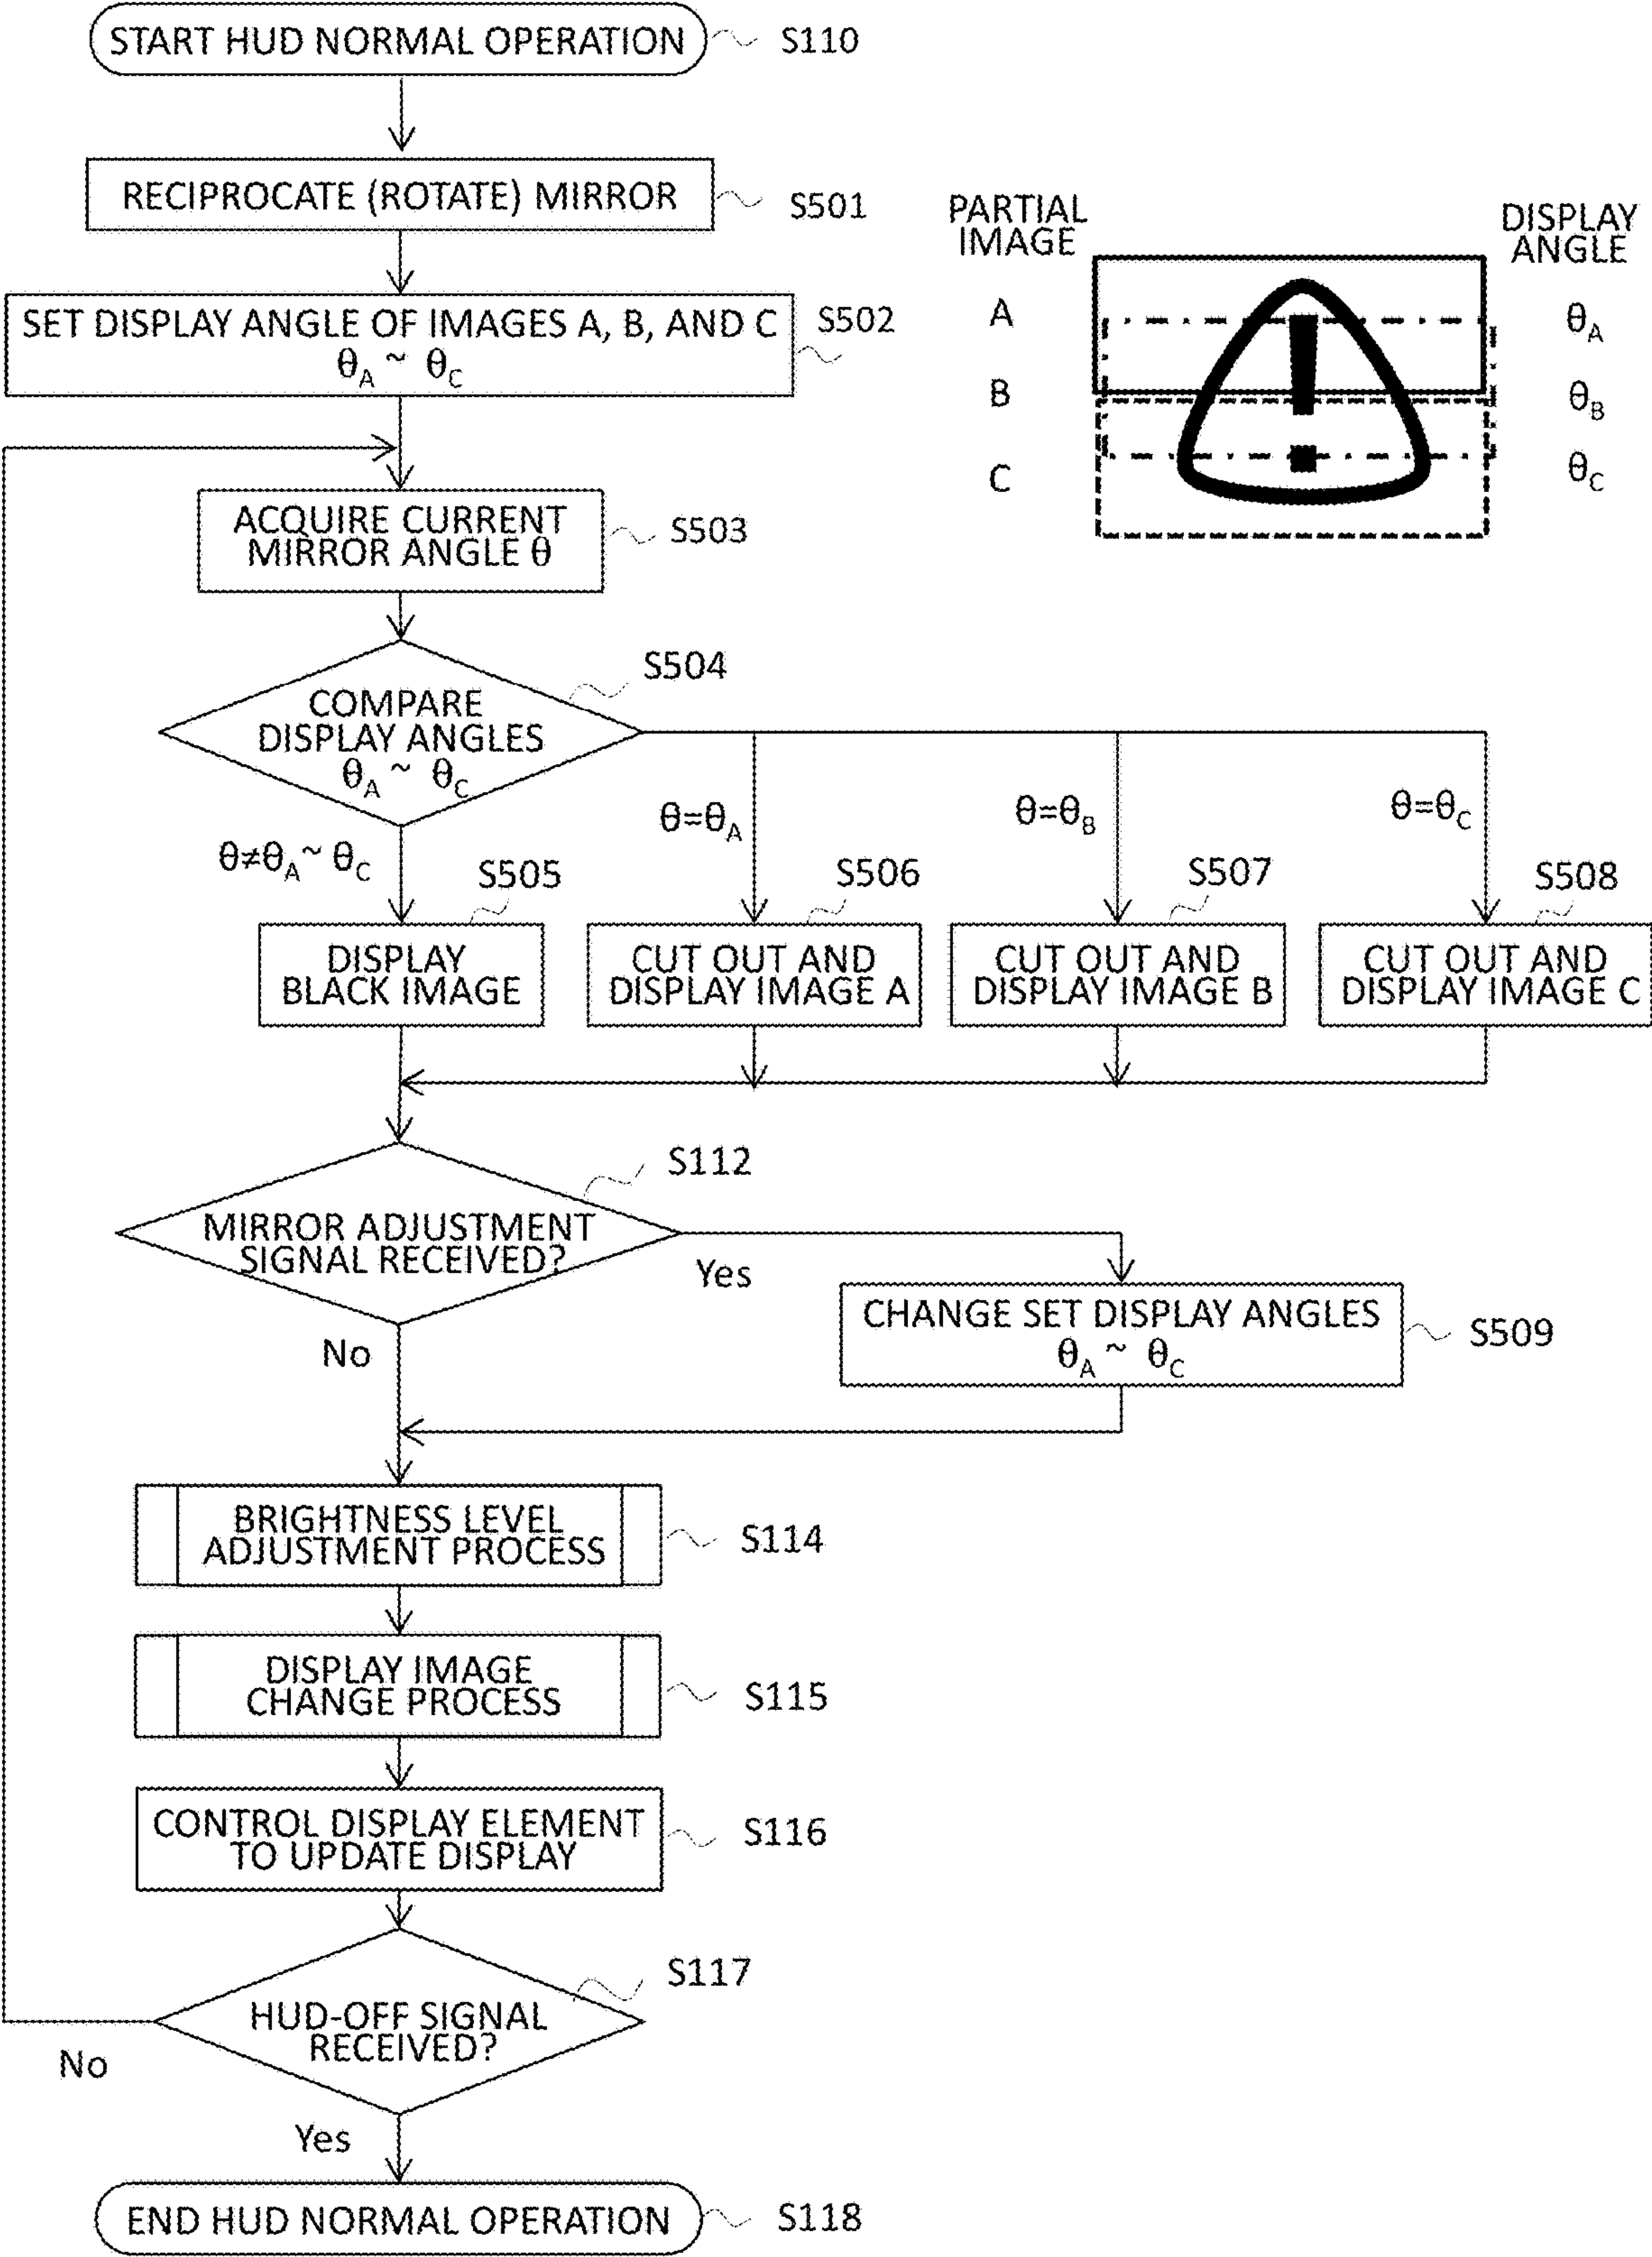 START HUD NORMAL OPERATION
S110
RECIPROCATE (ROTATE) MIRROR
S501
PARTIAL
IMAGE
DISPLAY
ANGLE
A
θA
B
θB
C
θC
SET DISPLAY ANGLE OF IMAGES A, B, AND C
θA ~ θC
S502
ACQUIRE CURRENT
MIRROR ANGLE θ
S503
COMPARE
DISPLAY ANGLES
θA ~ θC
S504
θ≠θA~ θC
θ=θA
θ=θB
θ=θC
S505
S506
S507
S508
DISPLAY
BLACK IMAGE
CUT OUT AND
DISPLAY IMAGE A
CUT OUT AND
DISPLAY IMAGE B
CUT OUT AND
DISPLAY IMAGE C
S112
MIRROR ADJUSTMENT
SIGNAL RECEIVED?
Yes
No
CHANGE SET DISPLAY ANGLES
θA ~ θC
S509
BRIGHTNESS LEVEL
ADJUSTMENT PROCESS
S114
DISPLAY IMAGE
CHANGE PROCESS
S115
CONTROL DISPLAY ELEMENT
TO UPDATE DISPLAY
S116
S117
HUD-OFF SIGNAL
RECEIVED?
No
Yes
END HUD NORMAL OPERATION
S118